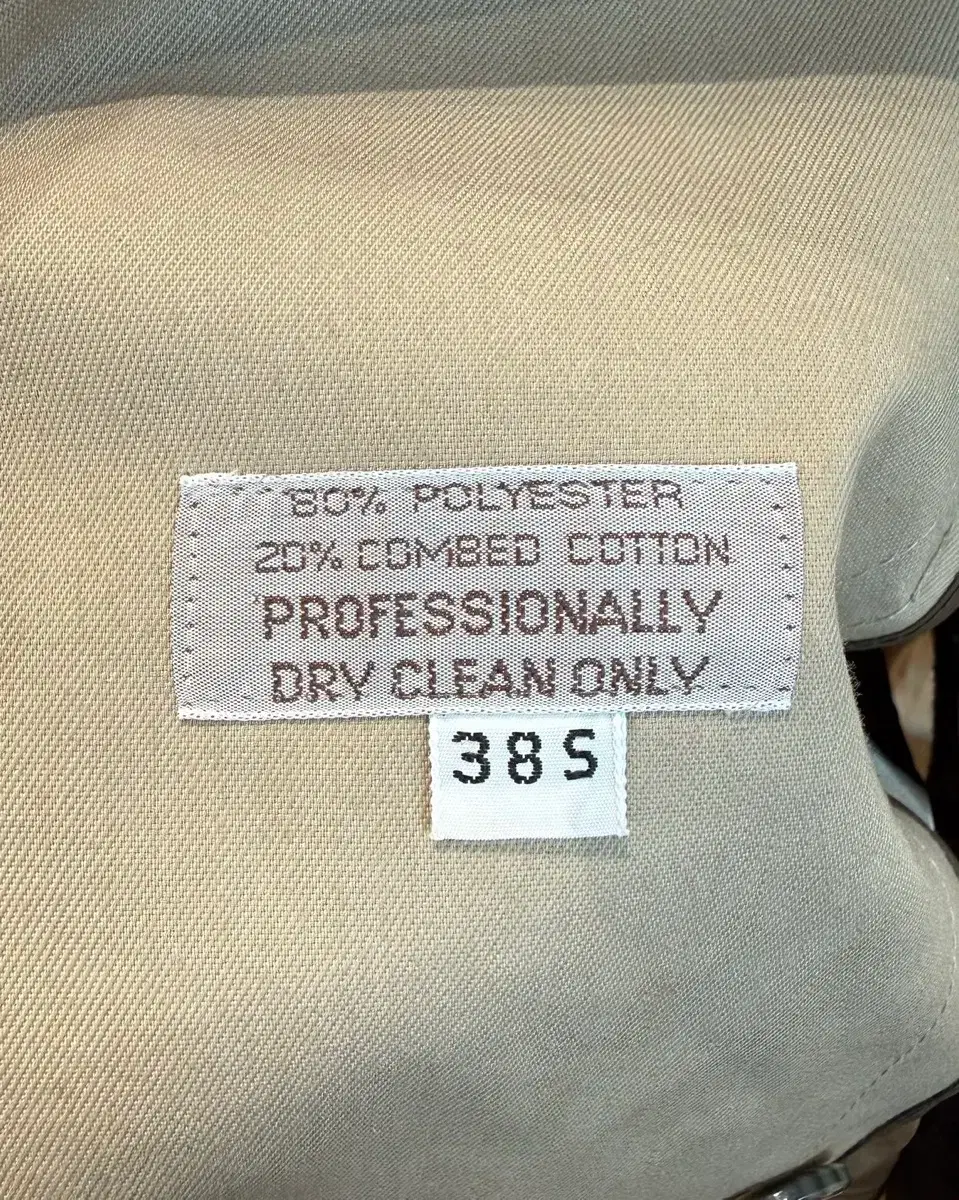 80% POLYESTER
20% COMBED COTTON
PROFESSIONALLY
DRY CLEAN ONLY
38S